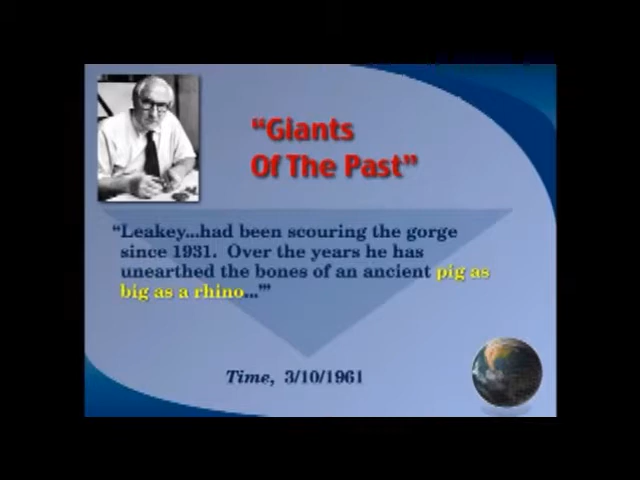 “Giants
Of The Past”
“Leakey...had been scouring the gorge
since 1931. Over the years he has
unearthed the bones of an ancient pig as
big as a rhino...’”
Time, 3/10/1961